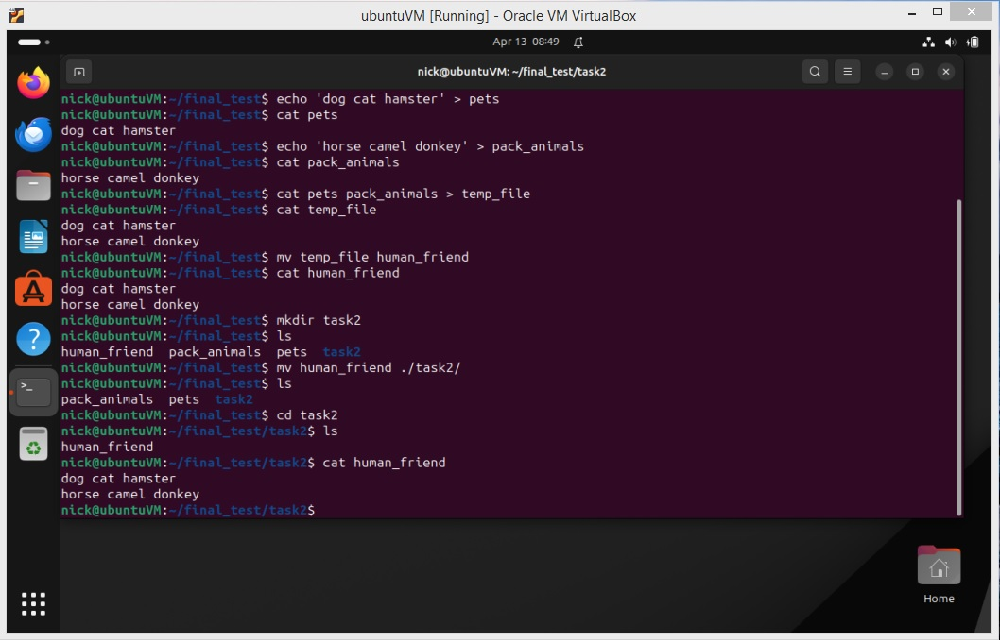 ubuntuVM [Running] - Oracle VM VirtualBox
Apr 13 08:49
nick@ubuntuVM: ~/final_test/task2
nick@ubuntuVM:~/final_test$ echo 'dog cat hamster' > pets
nick@ubuntuVM:~/final_test$ cat pets
dog cat hamster
nick@ubuntuVM:~/final_test$ echo 'horse camel donkey' > pack_animals
nick@ubuntuVM:~/final_test$ cat pack_animals
horse camel donkey
nick@ubuntuVM:~/final_test$ cat pets pack_animals > temp_file
nick@ubuntuVM:~/final_test$ cat temp_file
dog cat hamster
horse camel donkey
nick@ubuntuVM:~/final_test$ mv temp_file human_friend
nick@ubuntuVM:~/final_test$ cat human_friend
dog cat hamster
horse camel donkey
nick@ubuntuVM:~/final_test$ mkdir task2
nick@ubuntuVM:~/final_test$ ls
human_friend  pack_animals  pets  task2
nick@ubuntuVM:~/final_test$ mv human_friend ./task2/
nick@ubuntuVM:~/final_test$ ls
pack_animals  pets  task2
nick@ubuntuVM:~/final_test$ cd task2
nick@ubuntuVM:~/final_test/task2$ ls
human_friend
nick@ubuntuVM:~/final_test/task2$ cat human_friend
dog cat hamster
horse camel donkey
nick@ubuntuVM:~/final_test/task2$
Home